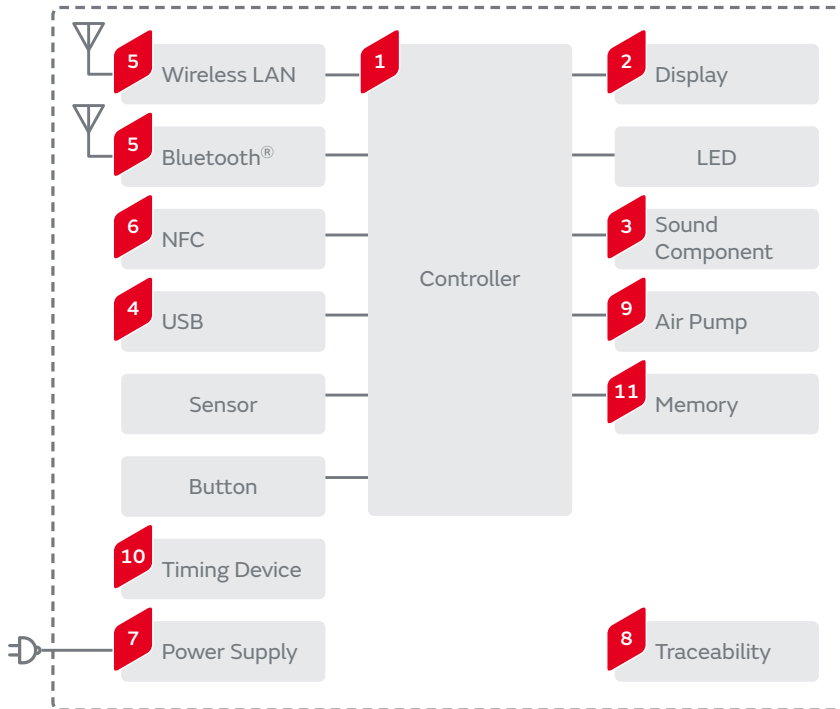 5
Wireless LAN
1
2
Display
5
Bluetooth®
LED
6
NFC
3
Sound
Component
Controller
4
USB
9
Air Pump
Sensor
11
Memory
Button
10
Timing Device
7
Power Supply
8
Traceability